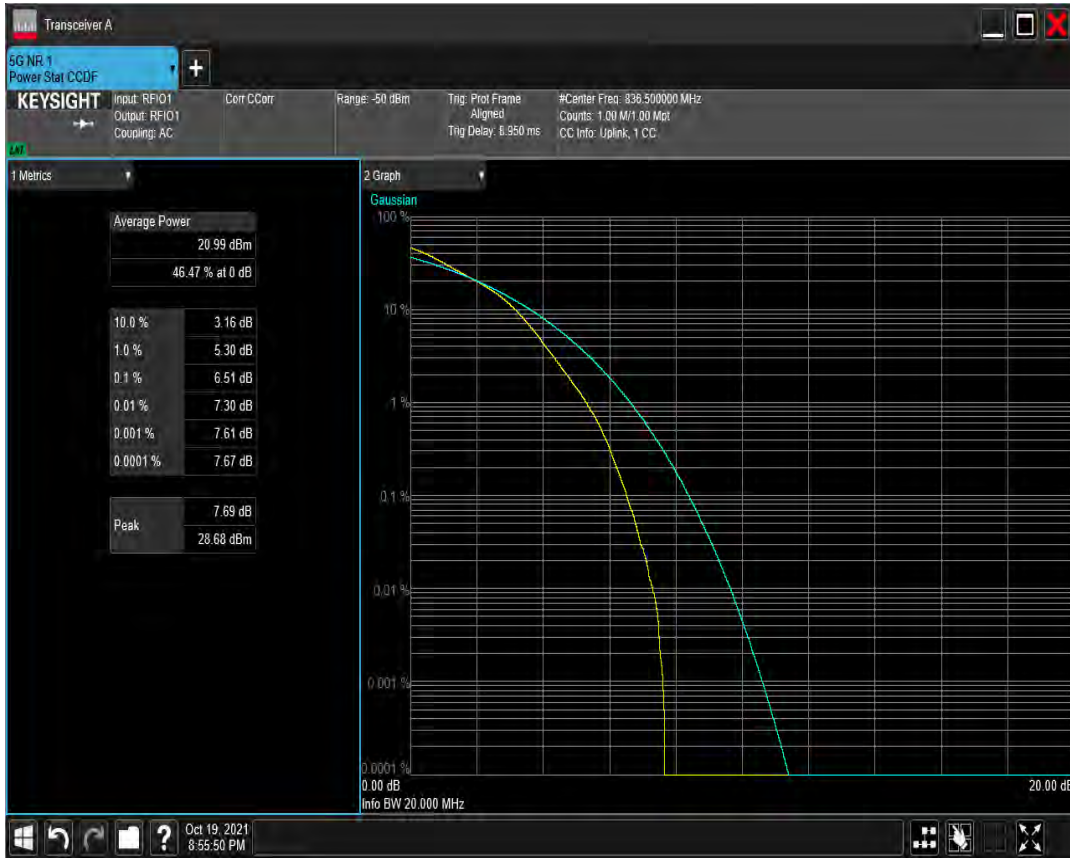 Transceiver A
5G NR 1
Power Stat CCDF
+
KEYSIGHT
Input: RFIO1
Output: RFIO1
Coupling: AC
Corr CCorr
Range: -50 dBm
Trig: Prot Frame
Aligned
Trig Delay: 8.950 ms
#Center Freq: 836.500000 MHz
Counts: 1.00 M/1.00 Mpt
CC Info: Uplink, 1 CC
1 Metrics
Average Power
20.99 dBm
46.47 % at 0 dB
10.0 % 3.16 dB
1.0 % 5.30 dB
0.1 % 6.51 dB
0.01 % 7.30 dB
0.001 % 7.61 dB
0.0001 % 7.67 dB
Peak
7.69 dB
28.68 dBm
2 Graph
Gaussian
100 %
10 %
1 %
0.1 %
0.01 %
0.001 %
0.0001 %
0.00 dB
20.00 dB
Info BW 20.000 MHz
?
Oct 19, 2021
8:55:50 PM